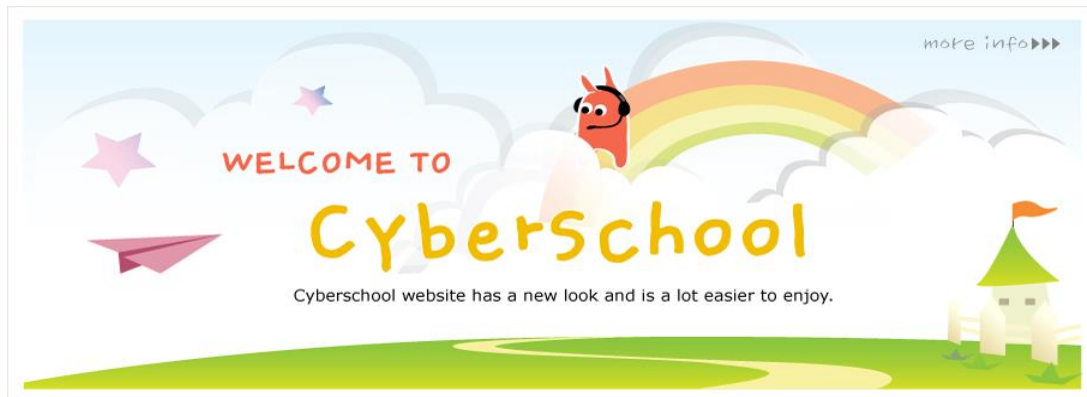 more info
WELCOME TO
Cyberschool
Cyberschool website has a new look and is a lot easier to enjoy.